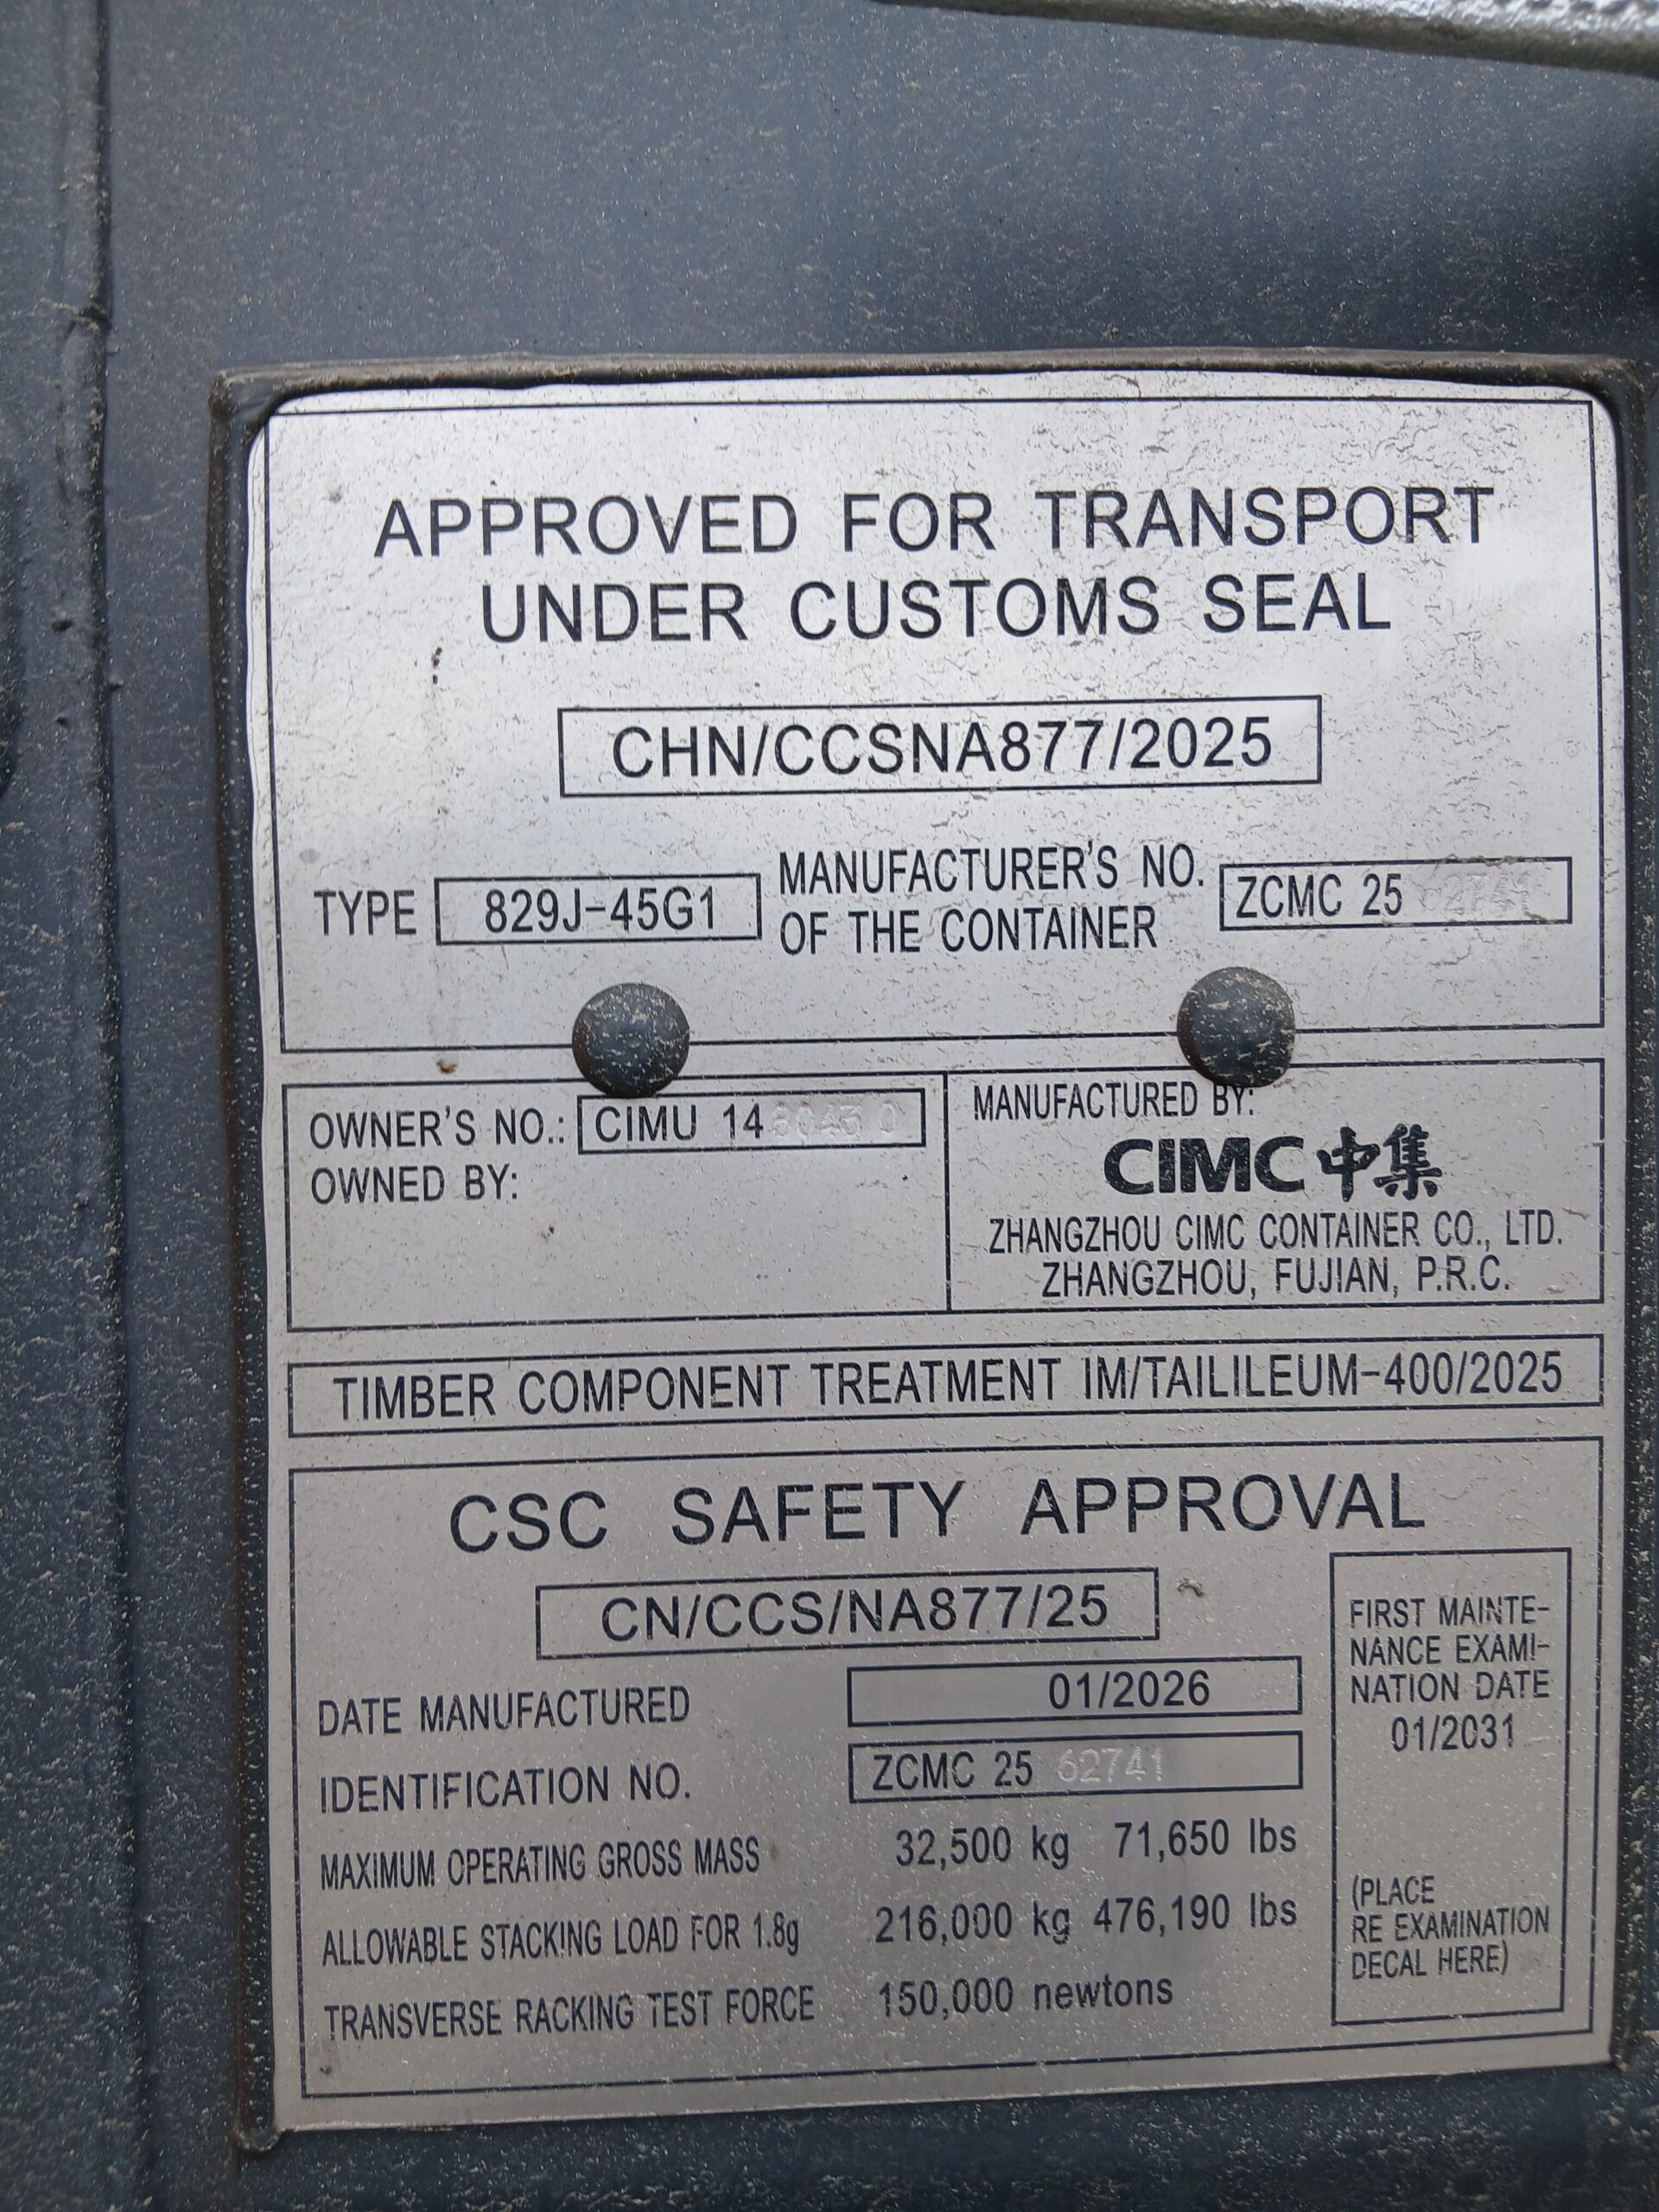 APPROVED FOR TRANSPORT
UNDER CUSTOMS SEAL
CHN/CCSNA877/2025
TYPE 829J-45G1
MANUFACTURER'S NO.
OF THE CONTAINER
ZCMC 25 62741
OWNER'S NO.: CIMU 14
OWNED BY:
MANUFACTURED BY:
CIMC 中集
ZHANGZHOU CIMC CONTAINER CO., LTD.
ZHANGZHOU, FUJIAN, P.R.C.
TIMBER COMPONENT TREATMENT IM/TAILILEUM-400/2025
CSC SAFETY APPROVAL
CN/CCS/NA877/25
DATE MANUFACTURED 01/2026
IDENTIFICATION NO. ZCMC 25 62741
MAXIMUM OPERATING GROSS MASS 32,500 kg 71,650 lbs
ALLOWABLE STACKING LOAD FOR 1.8g 216,000 kg 476,190 lbs
TRANSVERSE RACKING TEST FORCE 150,000 newtons
FIRST MAINTE-
NANCE EXAMI-
NATION DATE
01/2031
(PLACE
RE EXAMINATION
DECAL HERE)